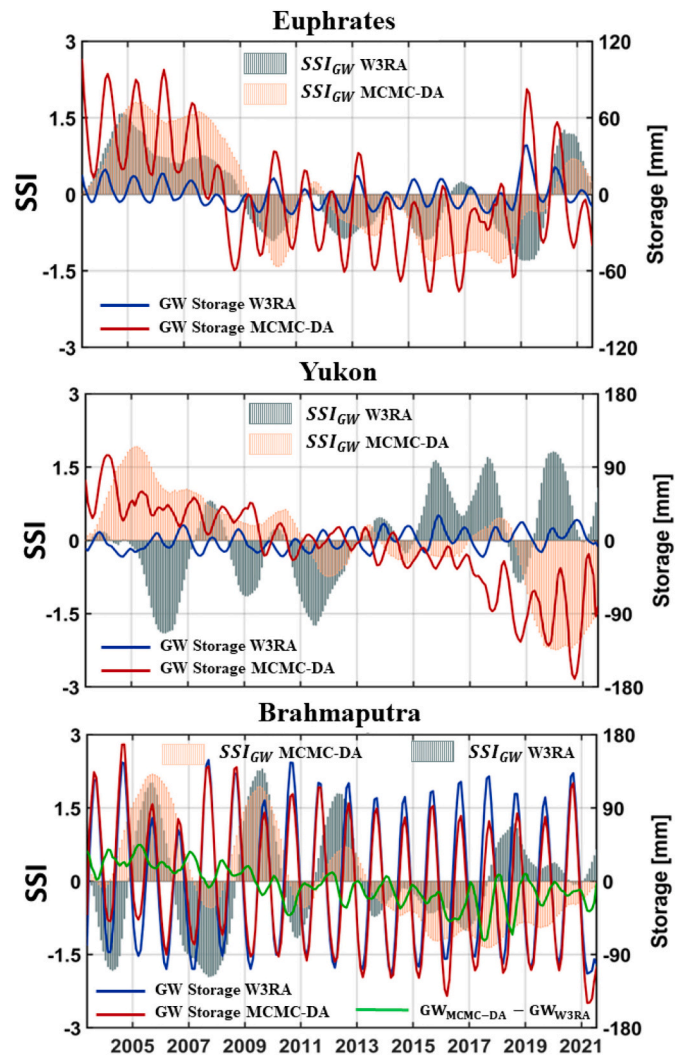 Euphrates
3
1.5
0
-1.5
-3
SSI
120
60
0
-60
-120
Storage [mm]
SSI_GW W3RA
SSI_GW MCMC-DA
GW Storage W3RA
GW Storage MCMC-DA
Yukon
3
1.5
0
-1.5
-3
SSI
180
90
0
-90
-180
Storage [mm]
SSI_GW W3RA
SSI_GW MCMC-DA
GW Storage W3RA
GW Storage MCMC-DA
Brahmaputra
3
1.5
0
-1.5
-3
SSI
180
90
0
-90
-180
Storage [mm]
SSI_GW MCMC-DA SSI_GW W3RA
GW Storage W3RA
GW Storage MCMC-DA GW_MCMC-DA − GW_W3RA
2005 2007 2009 2011 2013 2015 2017 2019 2021